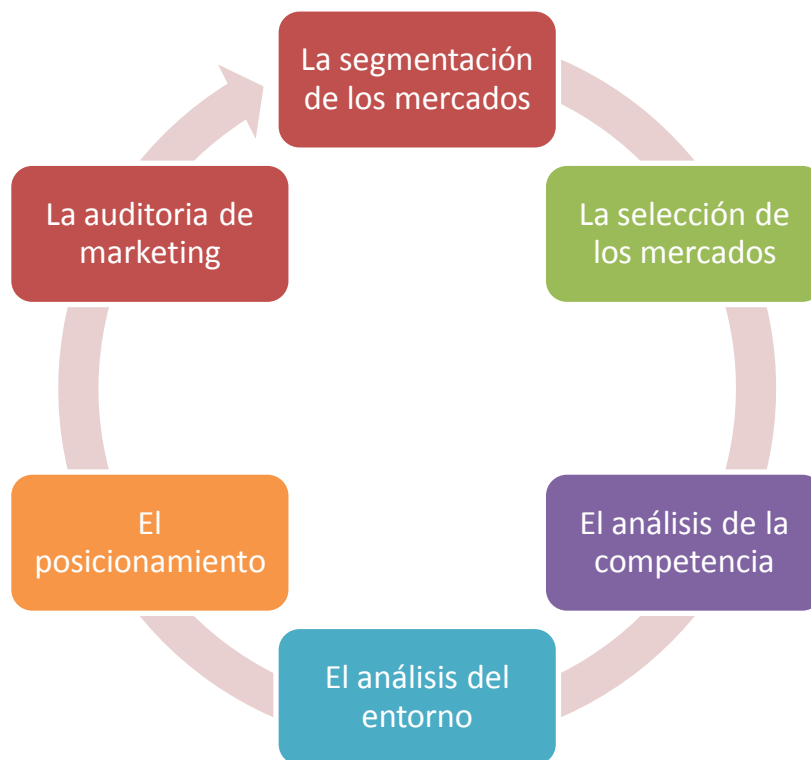 La segmentación
de los mercados
La selección de
los mercados
El análisis de la
competencia
El análisis del
entorno
El
posicionamiento
La auditoria de
marketing